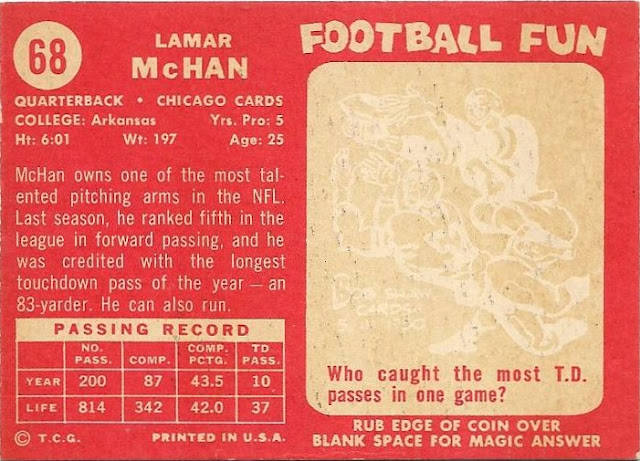 68
LAMAR
McHAN
QUARTERBACK • CHICAGO CARDS
COLLEGE: Arkansas Yrs. Pro: 5
Ht: 6:01 Wt: 197 Age: 25
McHan owns one of the most tal-
ented pitching arms in the NFL.
Last season, he ranked fifth in the
league in forward passing, and he
was credited with the longest
touchdown pass of the year — an
83-yarder. He can also run.
PASSING RECORD
NO. PASS. COMP. COMP. PCTG. TD PASS.
YEAR 200 87 43.5 10
LIFE 814 342 42.0 37
© T.C.G. PRINTED IN U.S.A.
FOOTBALL FUN
BOB
CARDS
Who caught the most T.D.
passes in one game?
RUB EDGE OF COIN OVER
BLANK SPACE FOR MAGIC ANSWER